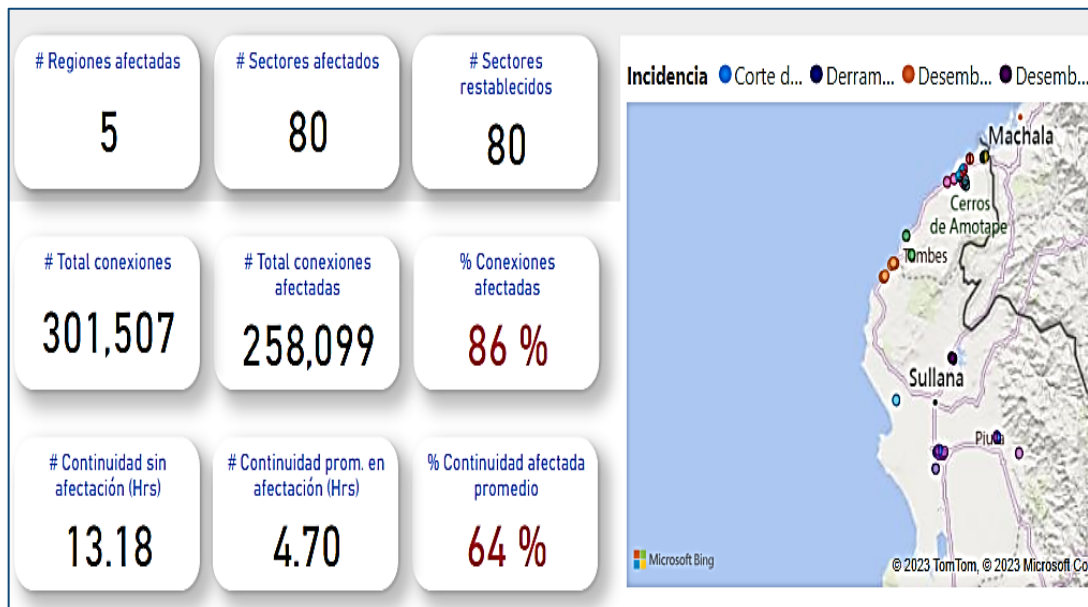 # Regiones afectadas
5
# Sectores afectados
80
# Sectores
restablecidos
80
# Total conexiones
301,507
# Total conexiones
afectadas
258,099
% Conexiones
afectadas
86 %
# Continuidad sin
afectación (Hrs)
13.18
# Continuidad prom. en
afectación (Hrs)
4.70
% Continuidad afectada
promedio
64 %
Incidencia Corte d... Derram... Desemb... Desemb...
Machala
Cerros
de Amotape
Tumbes
Sullana
Piura
Microsoft Bing
© 2023 TomTom, © 2023 Microsoft Co